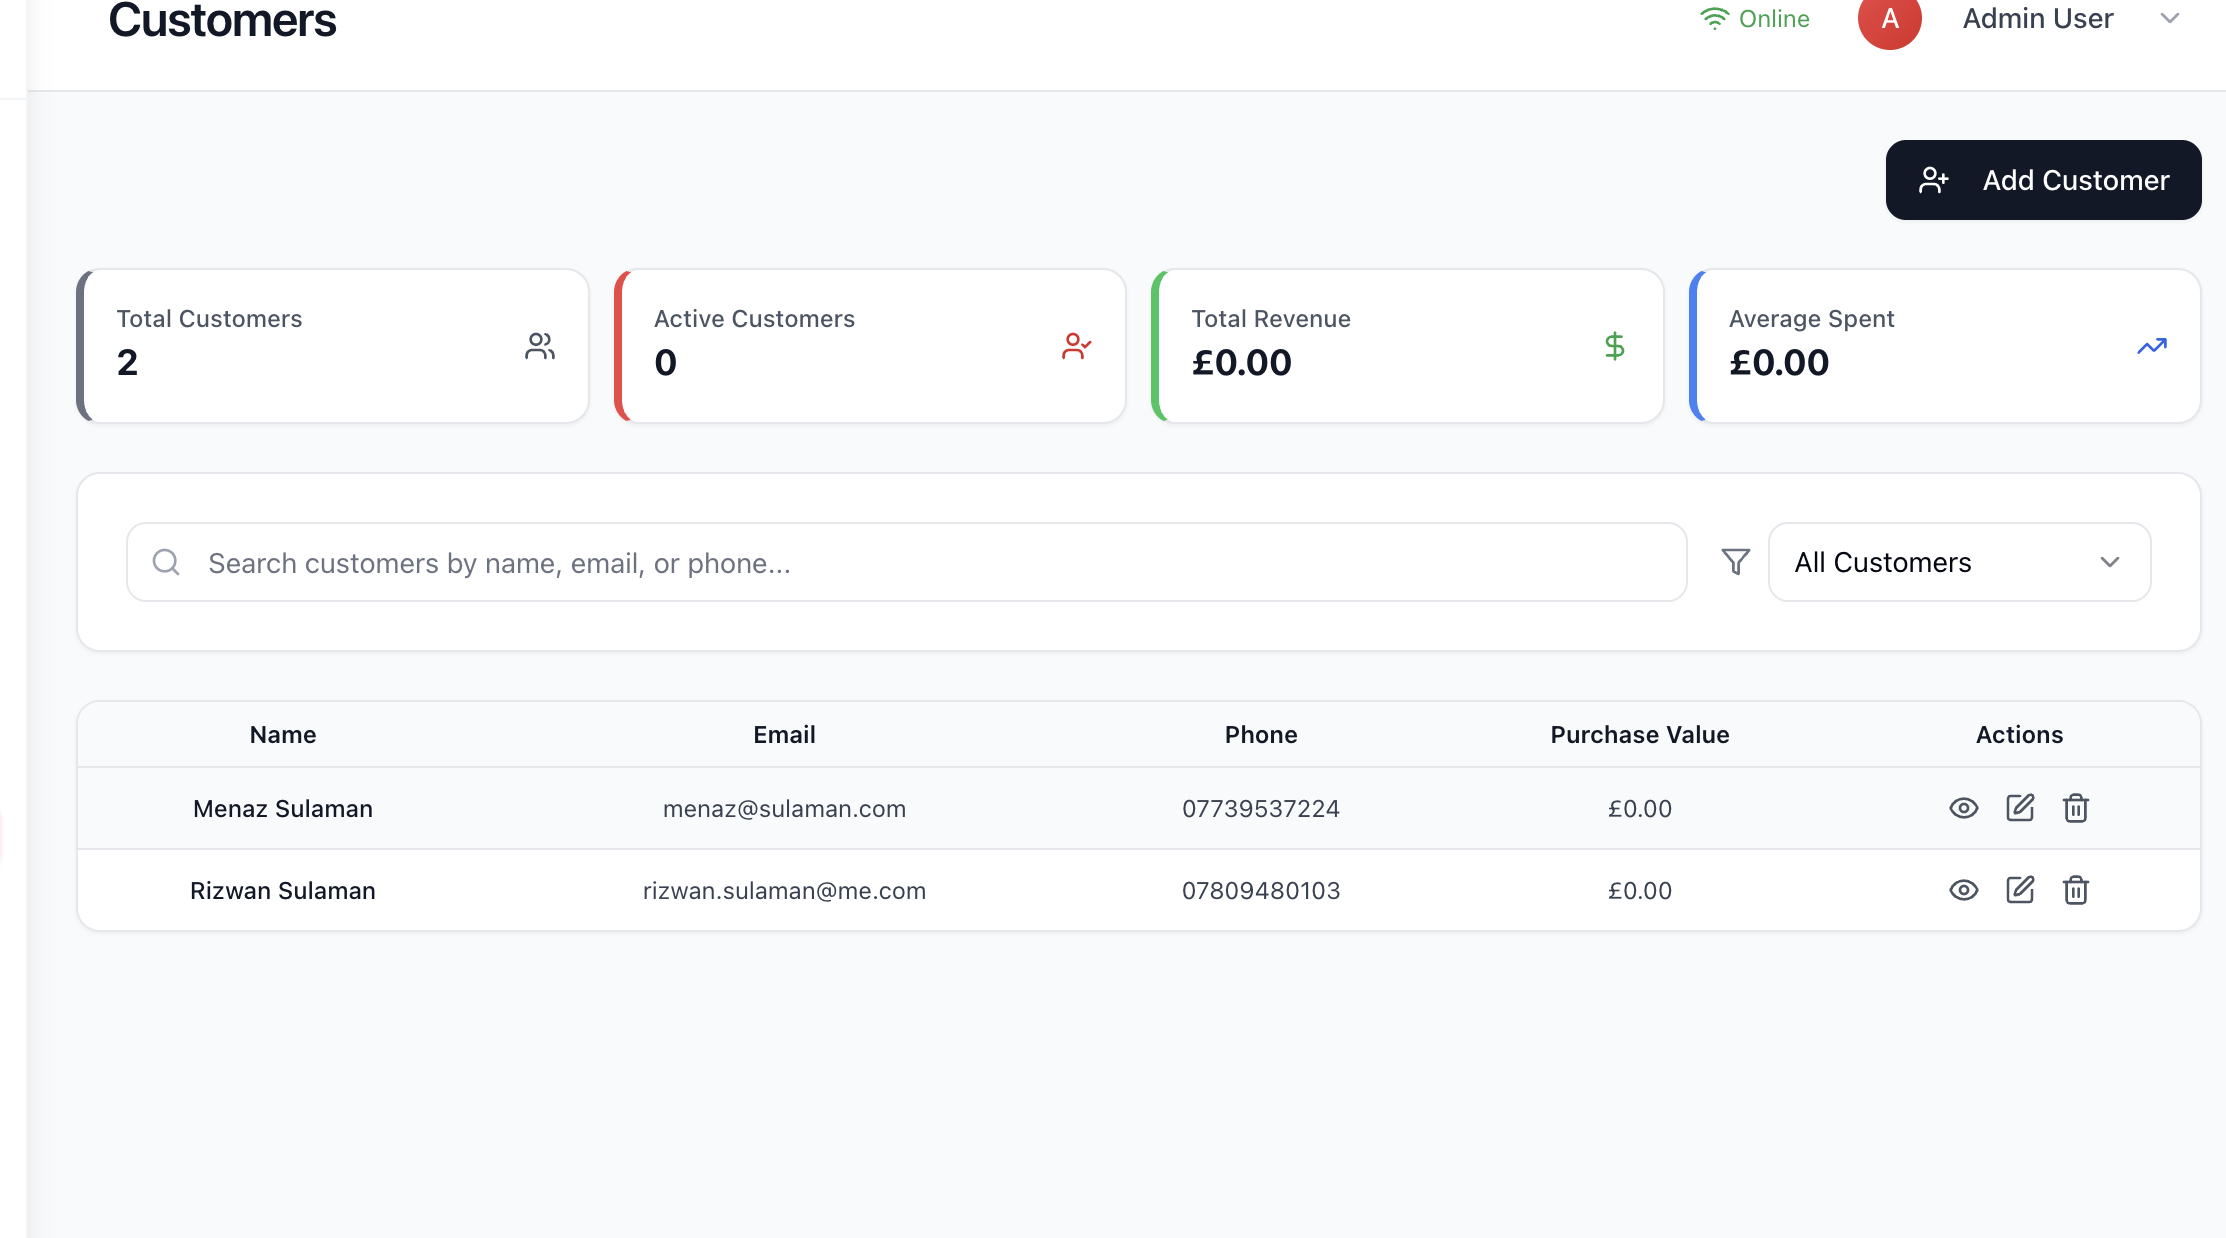 Customers
Online
A
Admin User
Add Customer
Total Customers
2
Active Customers
0
Total Revenue
£0.00
Average Spent
£0.00
Search customers by name, email, or phone...
All Customers
Name Email Phone Purchase Value Actions
Menaz Sulaman menaz@sulaman.com 07739537224 £0.00
Rizwan Sulaman rizwan.sulaman@me.com 07809480103 £0.00